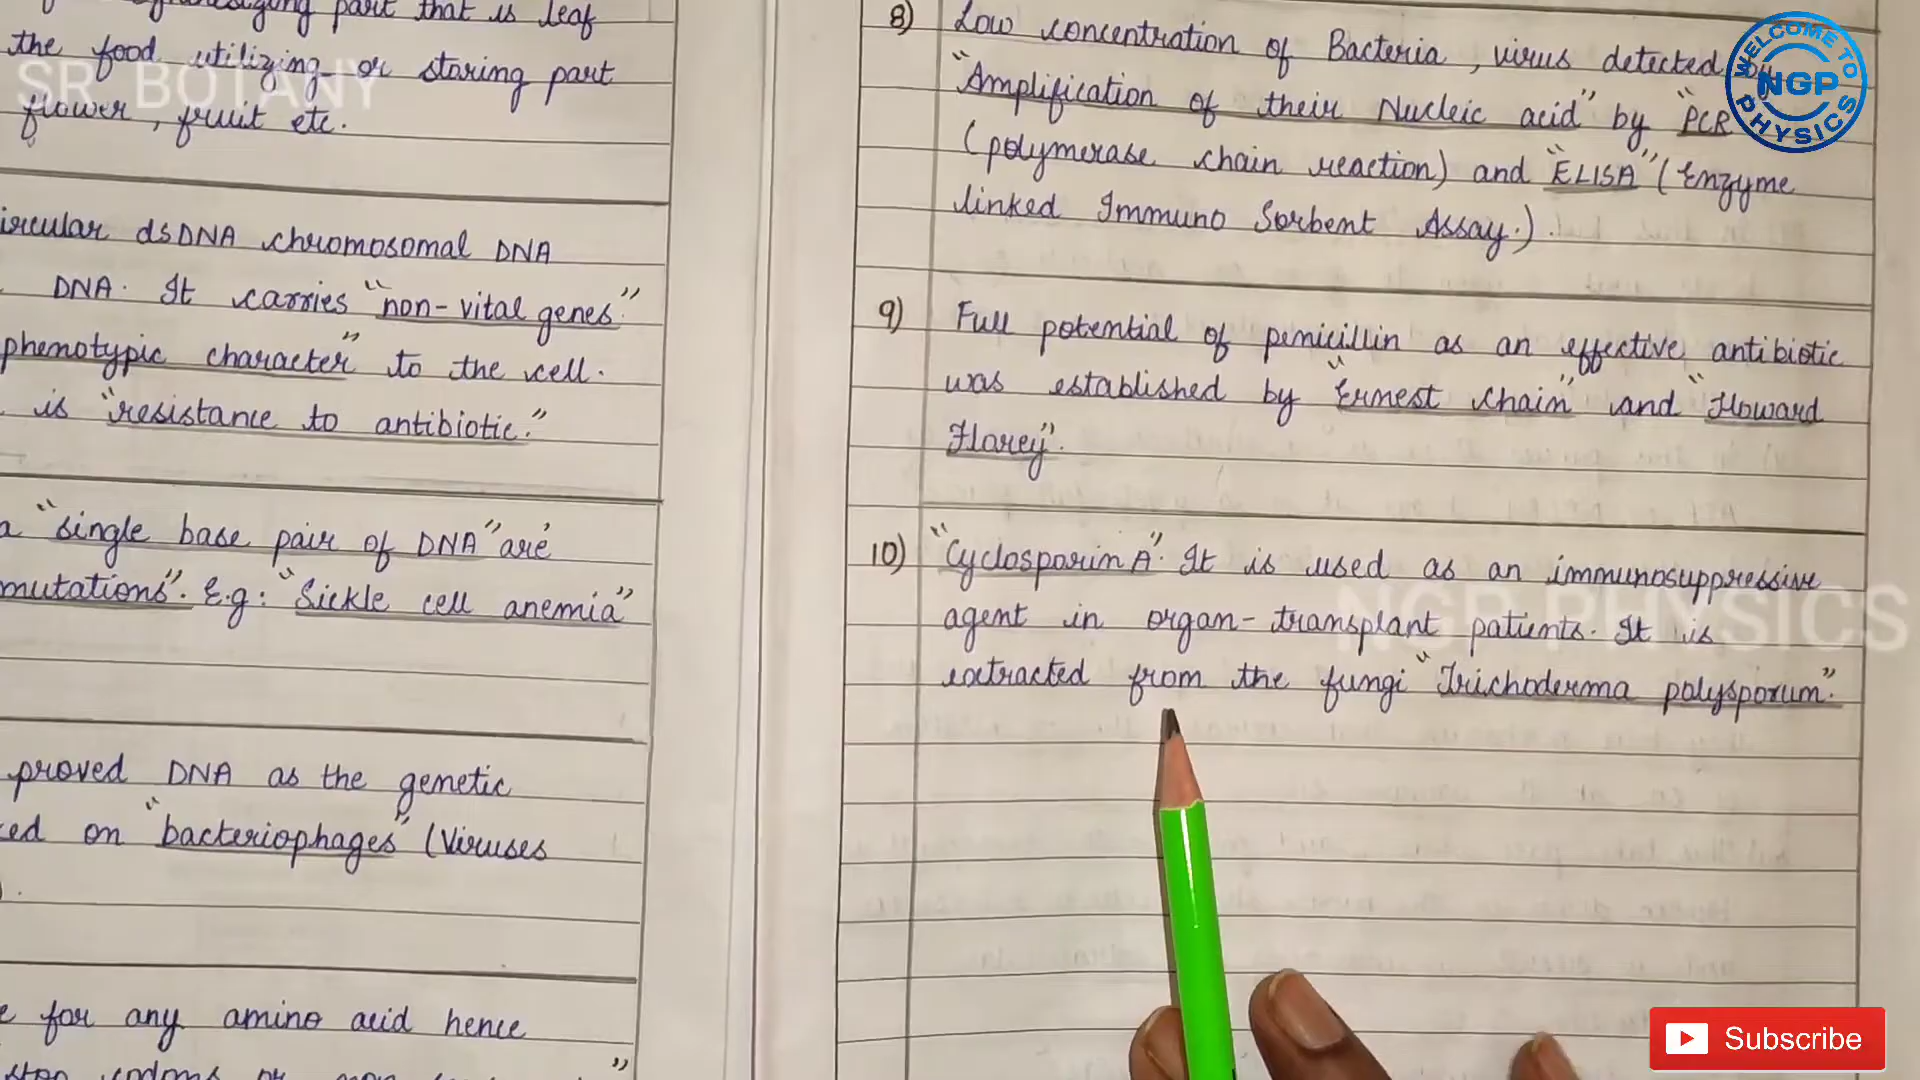 part that is leaf
the food utilizing or storing part
flower, fruit etc.
ircular dsDNA chromosomal DNA
DNA. It carries "non-vital genes"
phenotypic character" to the cell.
is "resistance to antibiotic."
a "single base pair of DNA" are
mutations". E.g: "Sickle cell anemia"
proved DNA as the genetic
ed on "bacteriophages" (Viruses
).
e for any amino acid hence
8) Low concentration of Bacteria, virus detected by
"Amplification of their Nucleic acid" by "PCR
(polymerase chain reaction) and "ELISA" (Enzyme
linked Immuno Sorbent Assay.).
9) Full potential of penicillin as an effective antibiotic
was established by "Ernest Chain" and "Howard
Florey".
10) "Cyclosporin A". It is used as an immunosuppressive
agent in organ-transplant patients. It is
extracted from the fungi "Trichoderma polysporum".
SR BOTANY
NGP PHYSICS
WELCOME TO
NGP
PHYSICS
Subscribe